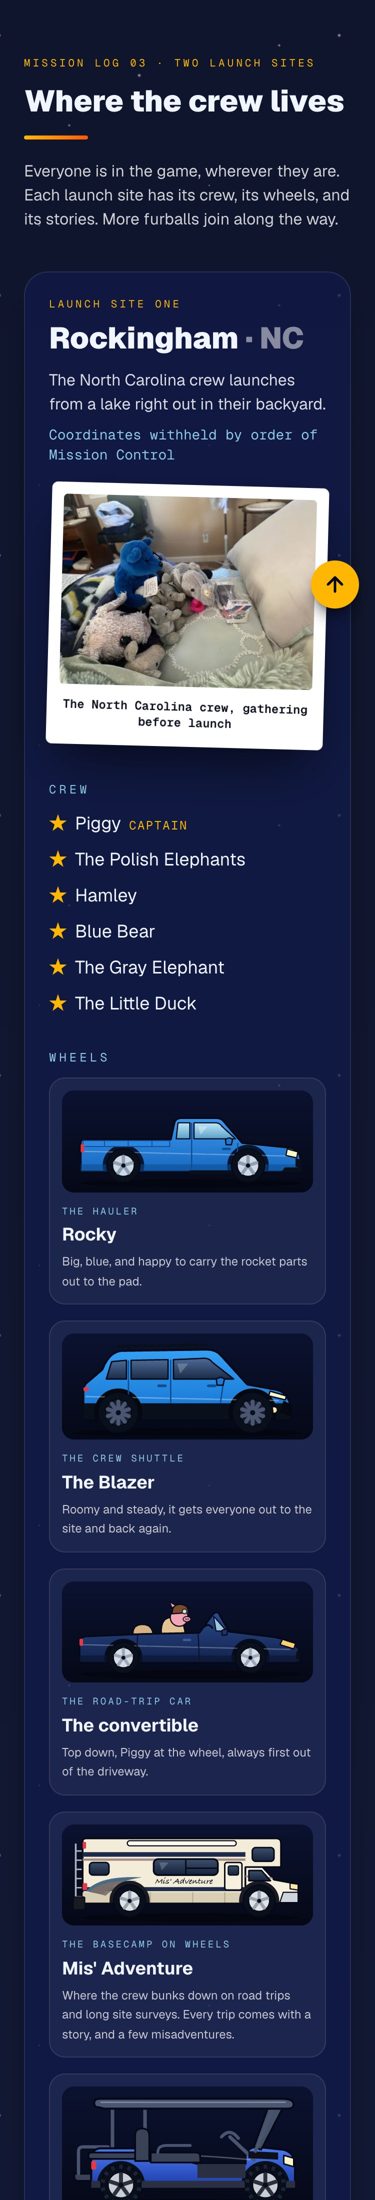 MISSION LOG 03 · TWO LAUNCH SITES
Where the crew lives
Everyone is in the game, wherever they are.
Each launch site has its crew, its wheels, and
its stories. More furballs join along the way.
LAUNCH SITE ONE
Rockingham · NC
The North Carolina crew launches
from a lake right out in their backyard.
Coordinates withheld by order of
Mission Control
The North Carolina crew, gathering
before launch
CREW
Piggy CAPTAIN
The Polish Elephants
Hamley
Blue Bear
The Gray Elephant
The Little Duck
WHEELS
THE HAULER
Rocky
Big, blue, and happy to carry the rocket parts
out to the pad.
THE CREW SHUTTLE
The Blazer
Roomy and steady, it gets everyone out to the
site and back again.
THE ROAD-TRIP CAR
The convertible
Top down, Piggy at the wheel, always first out
of the driveway.
Mis' Adventure
THE BASECAMP ON WHEELS
Mis' Adventure
Where the crew bunks down on road trips
and long site surveys. Every trip comes with a
story, and a few misadventures.